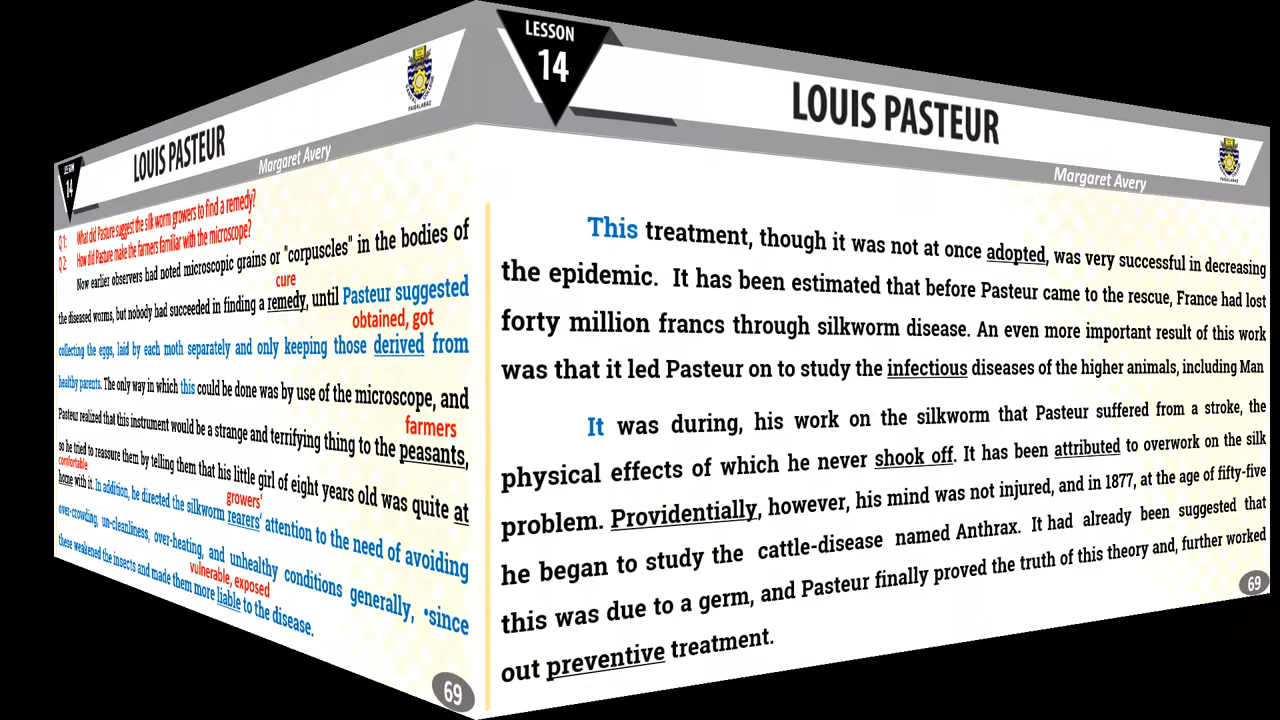 LESSON
14
LOUIS PASTEUR
Margaret Avery
FAISALABAD
Q 1: What did Pasture suggest the silk worm growers to find a remedy?
Q 2: How did Pasture make the farmers familiar with the microscope?
Now earlier observers had noted microscopic grains or "corpuscles" in the bodies of
cure
the diseased worms, but nobody had succeeded in finding a remedy, until Pasteur suggested
obtained, got
collecting the eggs, laid by each moth separately and only keeping those derived from
healthy parents. The only way in which this could be done was by use of the microscope, and
Pasteur realized that this instrument would be a strange and terrifying thing to the peasants,
farmers
so he tried to reassure them by telling them that his little girl of eight years old was quite at
comfortable
home with it. In addition, he directed the silkworm rearers' attention to the need of avoiding
growers'
over-crowding, un-cleanliness, over-heating, and unhealthy conditions generally, since
vulnerable, exposed
these weakened the insects and made them more liable to the disease.
69
LESSON
14
LOUIS PASTEUR
Margaret Avery
This treatment, though it was not at once adopted, was very successful in decreasing
the epidemic. It has been estimated that before Pasteur came to the rescue, France had lost
forty million francs through silkworm disease. An even more important result of this work
was that it led Pasteur on to study the infectious diseases of the higher animals, including Man
It was during, his work on the silkworm that Pasteur suffered from a stroke, the
physical effects of which he never shook off. It has been attributed to overwork on the silk
problem. Providentially, however, his mind was not injured, and in 1877, at the age of fifty-five
he began to study the cattle-disease named Anthrax. It had already been suggested that
this was due to a germ, and Pasteur finally proved the truth of this theory and, further worked
out preventive treatment.
69